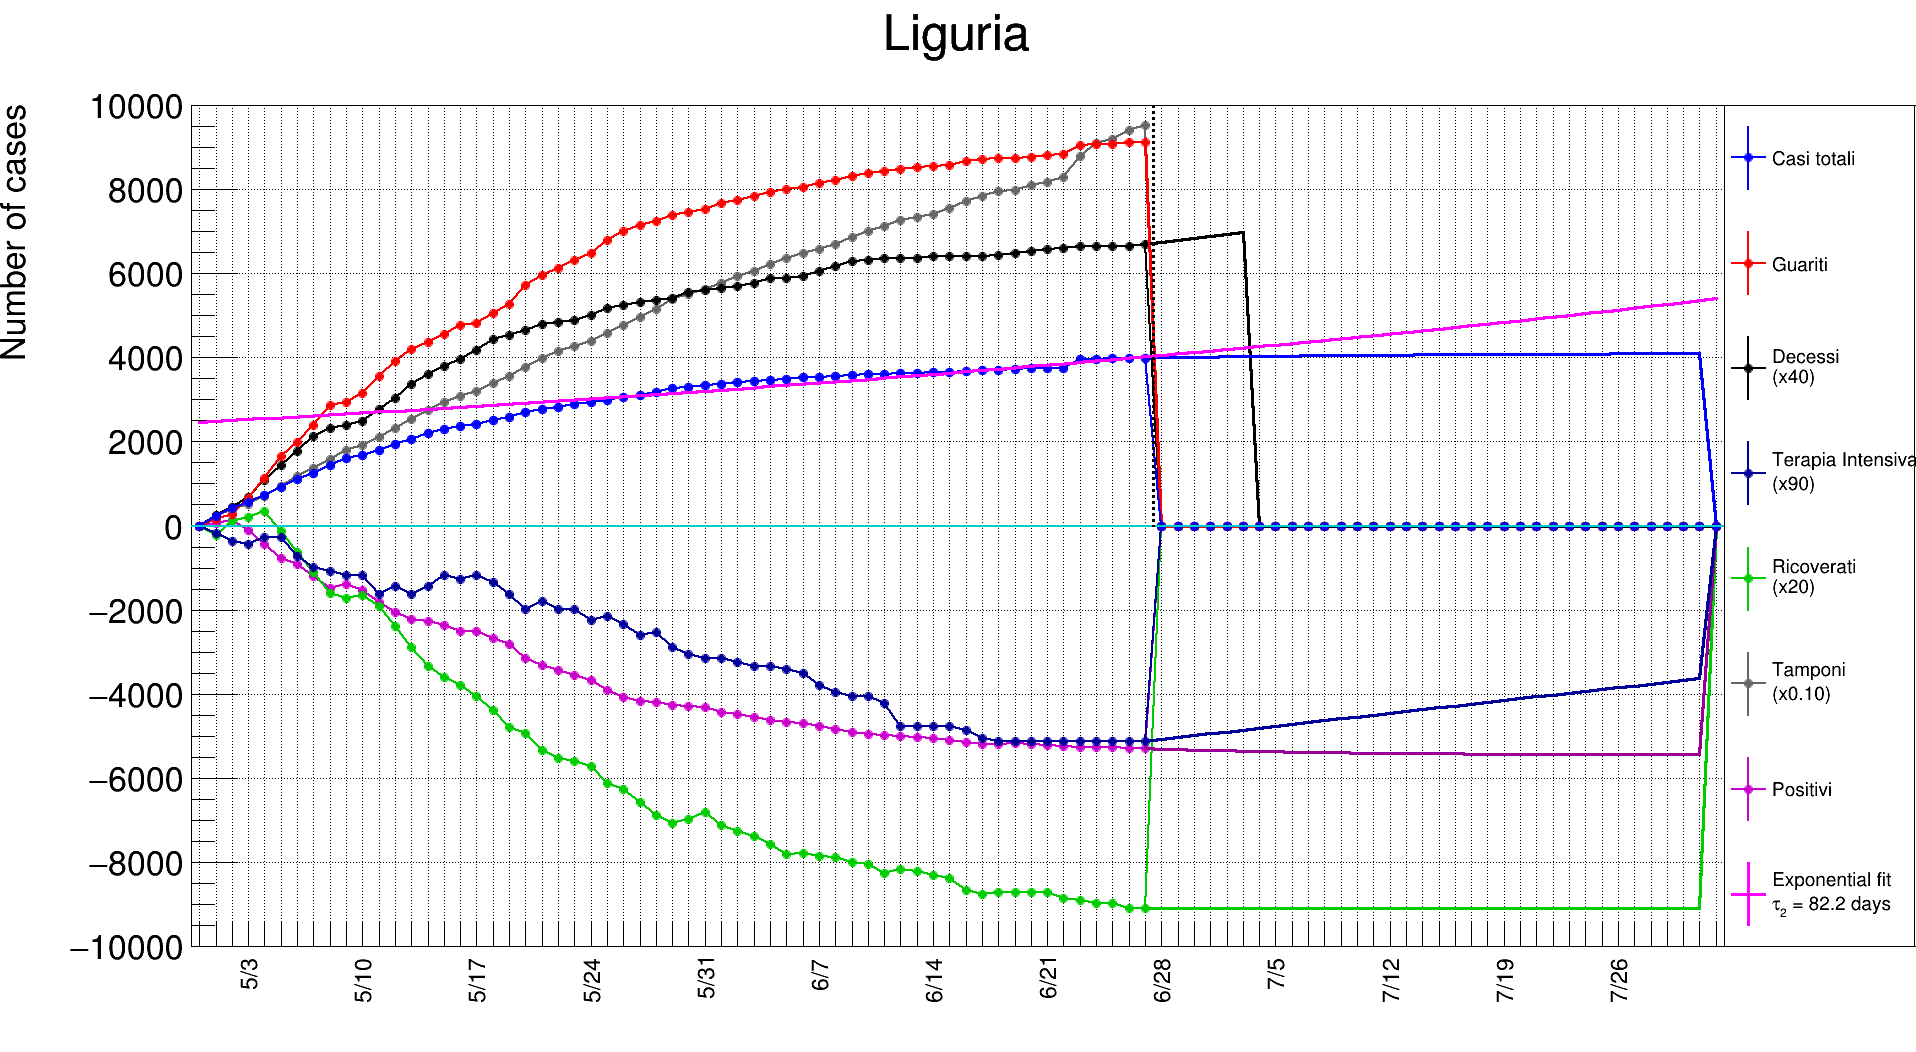 Liguria
Number of cases
10000
8000
6000
4000
2000
0
−2000
−4000
−6000
−8000
−10000
5/3
5/10
5/17
5/24
5/31
6/7
6/14
6/21
6/28
7/5
7/12
7/19
7/26
Casi totali
Guariti
Decessi
(x40)
Terapia Intensiva
(x90)
Ricoverati
(x20)
Tamponi
(x0.10)
Positivi
Exponential fit
τ2 = 82.2 days